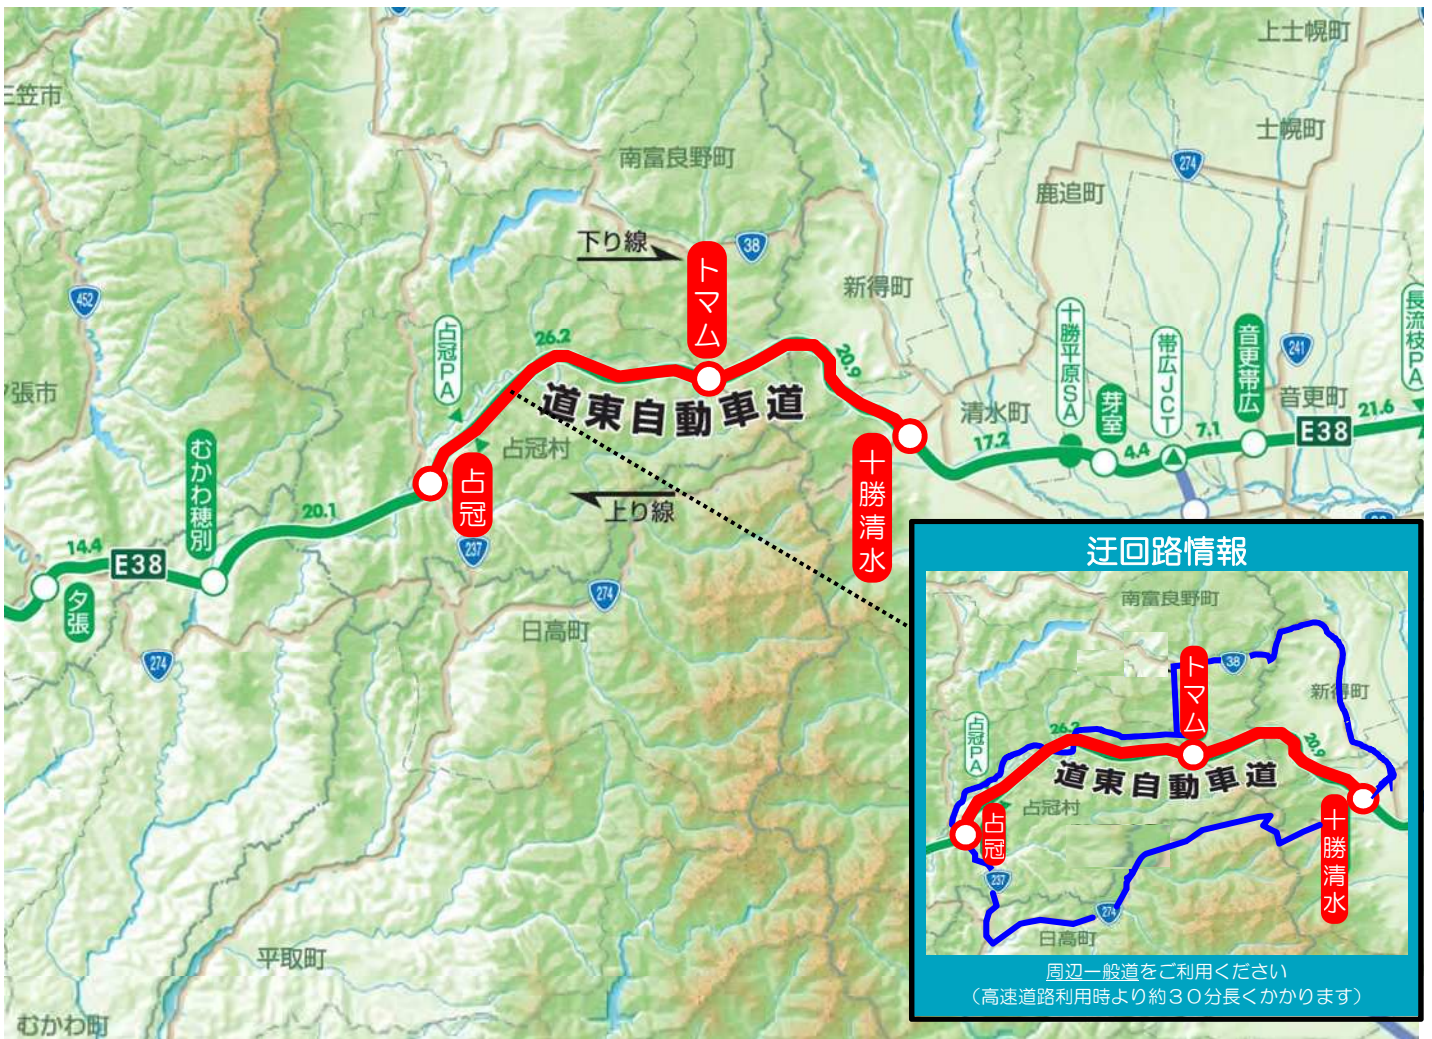 上士幌町
三笠市
士幌町
南富良野町
274
鹿追町
下り線
38
トマム
新得町
452
占冠PA
26.2
20.9
十勝平原SA
帯広JCT
音更帯広
241
長流枝PA
夕張市
道東自動車道
清水町
芽室
音更町
21.6
E38
7.1
4.4
17.2
むかわ穂別
占冠村
占冠
十勝清水
上り線
20.1
14.4
E38
237
夕張
274
日高町
274
平取町
むかわ町
迂回路情報
南富良野町
トマム
38
新得町
占冠PA
26.2
20.9
道東自動車道
占冠村
占冠
十勝清水
237
274
日高町
周辺一般道をご利用ください
（高速道路利用時より約３０分長くかかります）